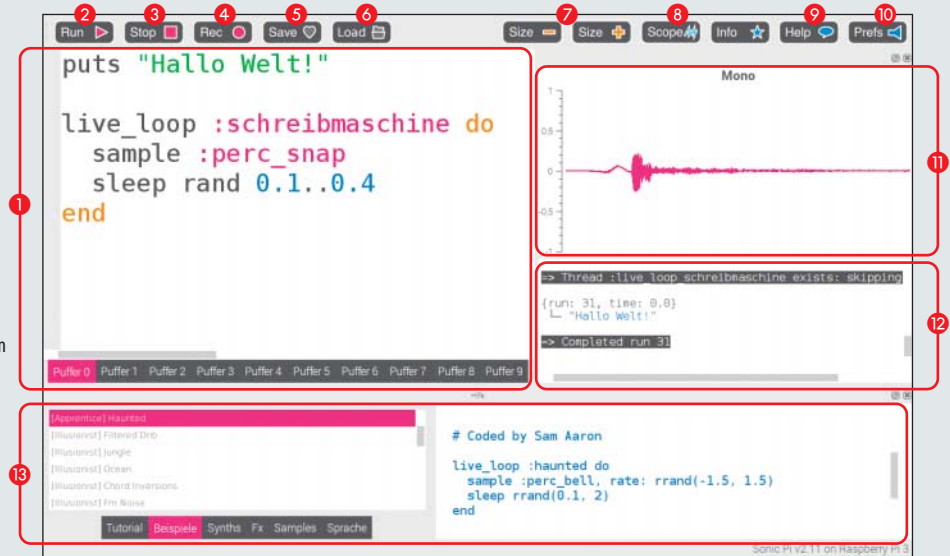 2 3 4 5 6 7 8 9 10
Run Stop Rec Save Load Size Size Scope Info Help Prefs
1
puts "Hallo Welt!"
live_loop :schreibmaschine do
sample :perc_snap
sleep rand 0.1..0.4
end
Puffer 0 Puffer 1 Puffer 2 Puffer 3 Puffer 4 Puffer 5 Puffer 6 Puffer 7 Puffer 8 Puffer 9
Mono
1
0.5
0
-0.5
-1
11
=> Thread :live_loop_schreibmaschine exists: skipping
{run: 31, time: 0.0}
"Hallo Welt!"
=> Completed run 31
12
13
[Apprentice] Haunted
[Illusionist] Filtered Dnb
[Illusionist] Jungle
[Illusionist] Ocean
[Illusionist] Chord Inversions
[Illusionist] Fm Noise
Tutorial Beispiele Synths Fx Samples Sprache
# Coded by Sam Aaron
live_loop :haunted do
sample :perc_bell, rate: rrand(-1.5, 1.5)
sleep rrand(0.1, 2)
end
Sonic Pi v2.11 on Raspberry Pi 3